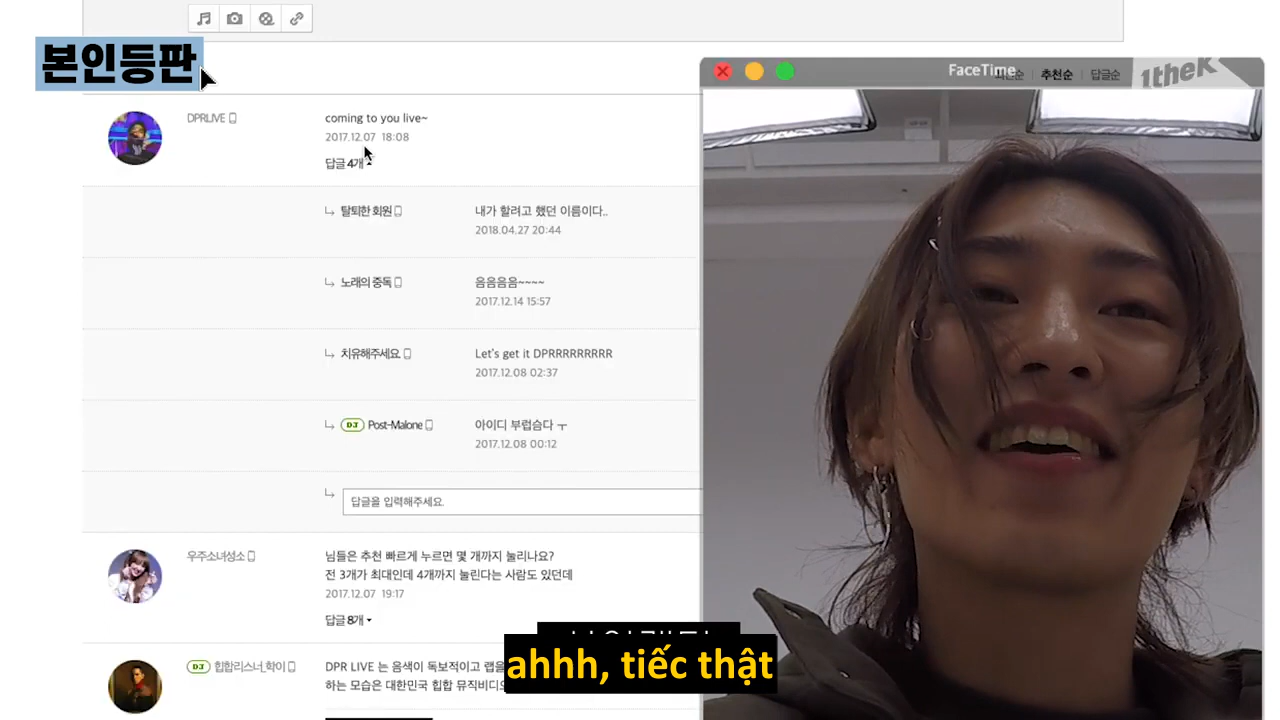 본인등판
FaceTime
추천순
답글순
1theK
DPRLIVE
coming to you live~
2017.12.07 18:08
답글 4개
탈퇴한 회원
내가 할려고 했던 이름이다..
2018.04.27 20:44
노래의 중독
음음음음~~~~
2017.12.14 15:57
치유해주세요.
Let's get it DPRRRRRRRRR
2017.12.08 02:37
DJ Post-Malone
아이디 부럽슴다 ㅜ
2017.12.08 00:12
답글을 입력해주세요.
우주소녀성소
님들은 추천 빠르게 누르면 몇 개까지 눌리나요?
전 3개가 최대인데 4개까지 눌린다는 사람도 있던데
2017.12.07 19:17
답글 8개
DJ 힙합리스너_학이
DPR LIVE 는 음색이 독보적이고 랩을
하는 모습은 대한민국 힙합 뮤직비디오
ahhh, tiếc thật